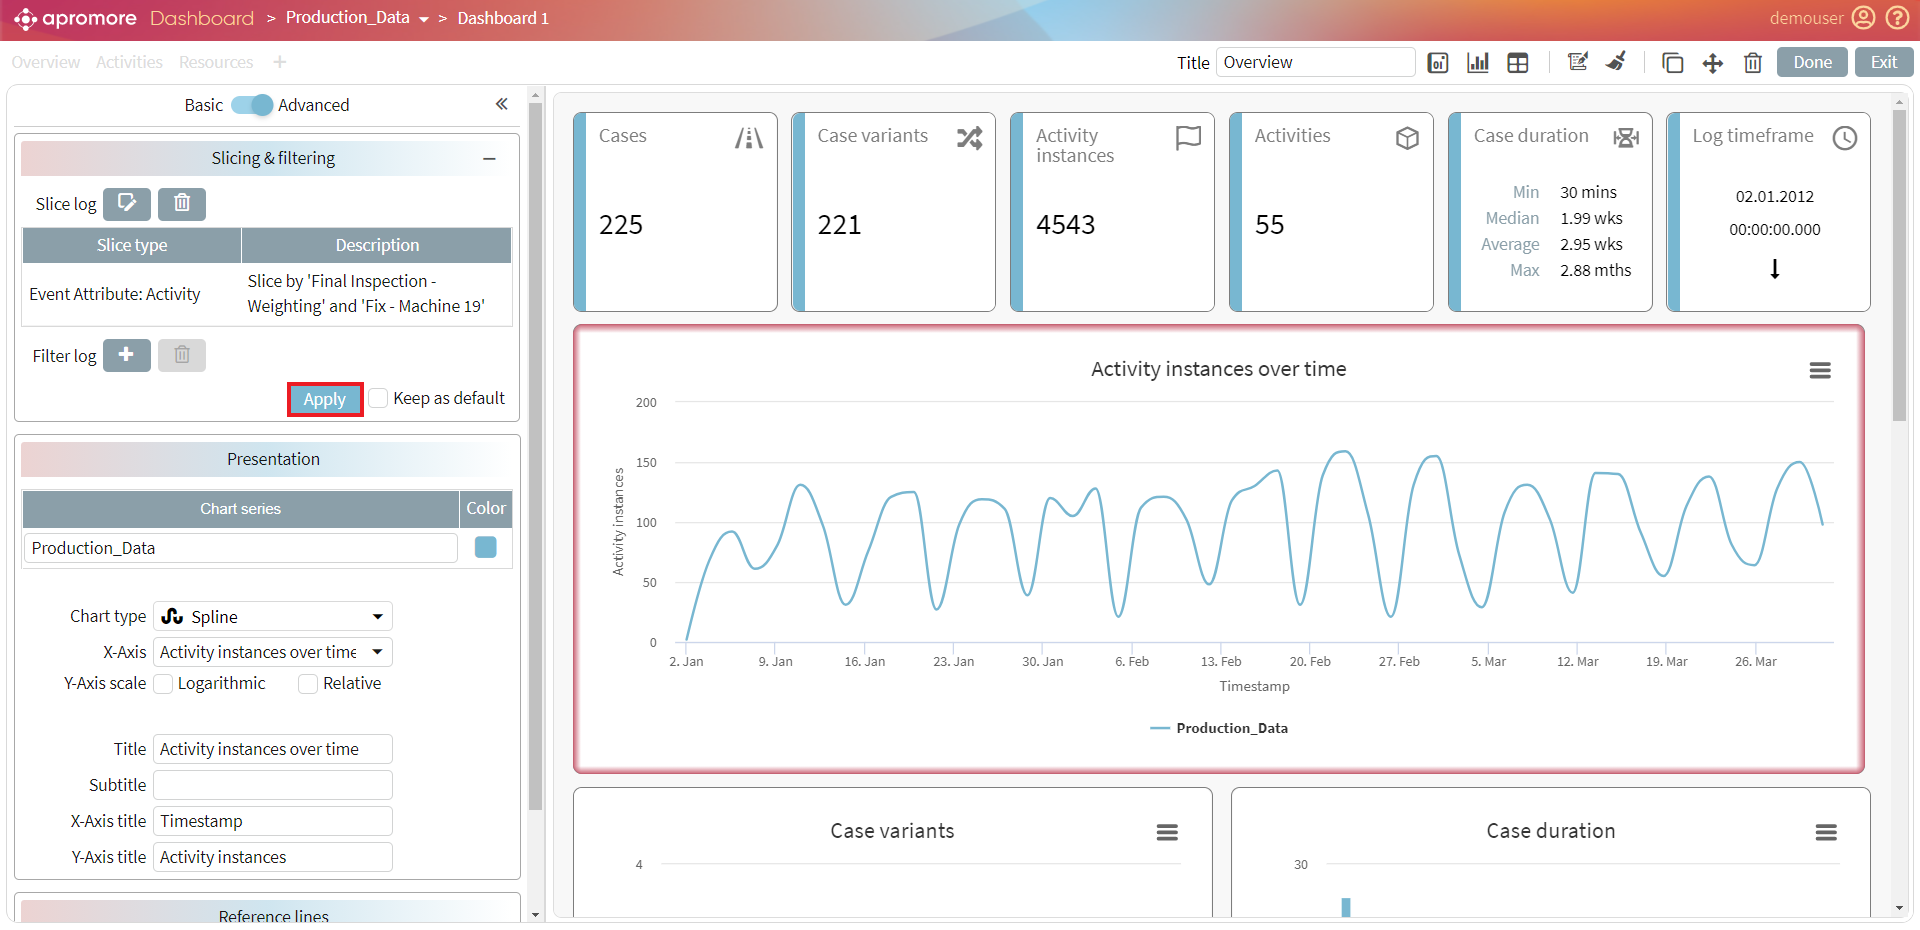 apromore Dashboard > Production_Data > Dashboard 1
demouser
Overview Activities Resources +
Title Overview
Done Exit
Basic Advanced
Slicing & filtering
Slice log
Slice type Description
Event Attribute: Activity
Slice by 'Final Inspection -
Weighting' and 'Fix - Machine 19'
Filter log
Apply Keep as default
Presentation
Chart series Color
Production_Data
Chart type Spline
X-Axis Activity instances over time
Y-Axis scale Logarithmic Relative
Title Activity instances over time
Subtitle
X-Axis title Timestamp
Y-Axis title Activity instances
Reference lines
Cases
225
Case variants
221
Activity
instances
4543
Activities
55
Case duration
Min 30 mins
Median 1.99 wks
Average 2.95 wks
Max 2.88 mths
Log timeframe
02.01.2012
00:00:00.000
Activity instances over time
Activity instances
200
150
100
50
0
2. Jan 9. Jan 16. Jan 23. Jan 30. Jan 6. Feb 13. Feb 20. Feb 27. Feb 5. Mar 12. Mar 19. Mar 26. Mar
Timestamp
Production_Data
Case variants
4
Case duration
30